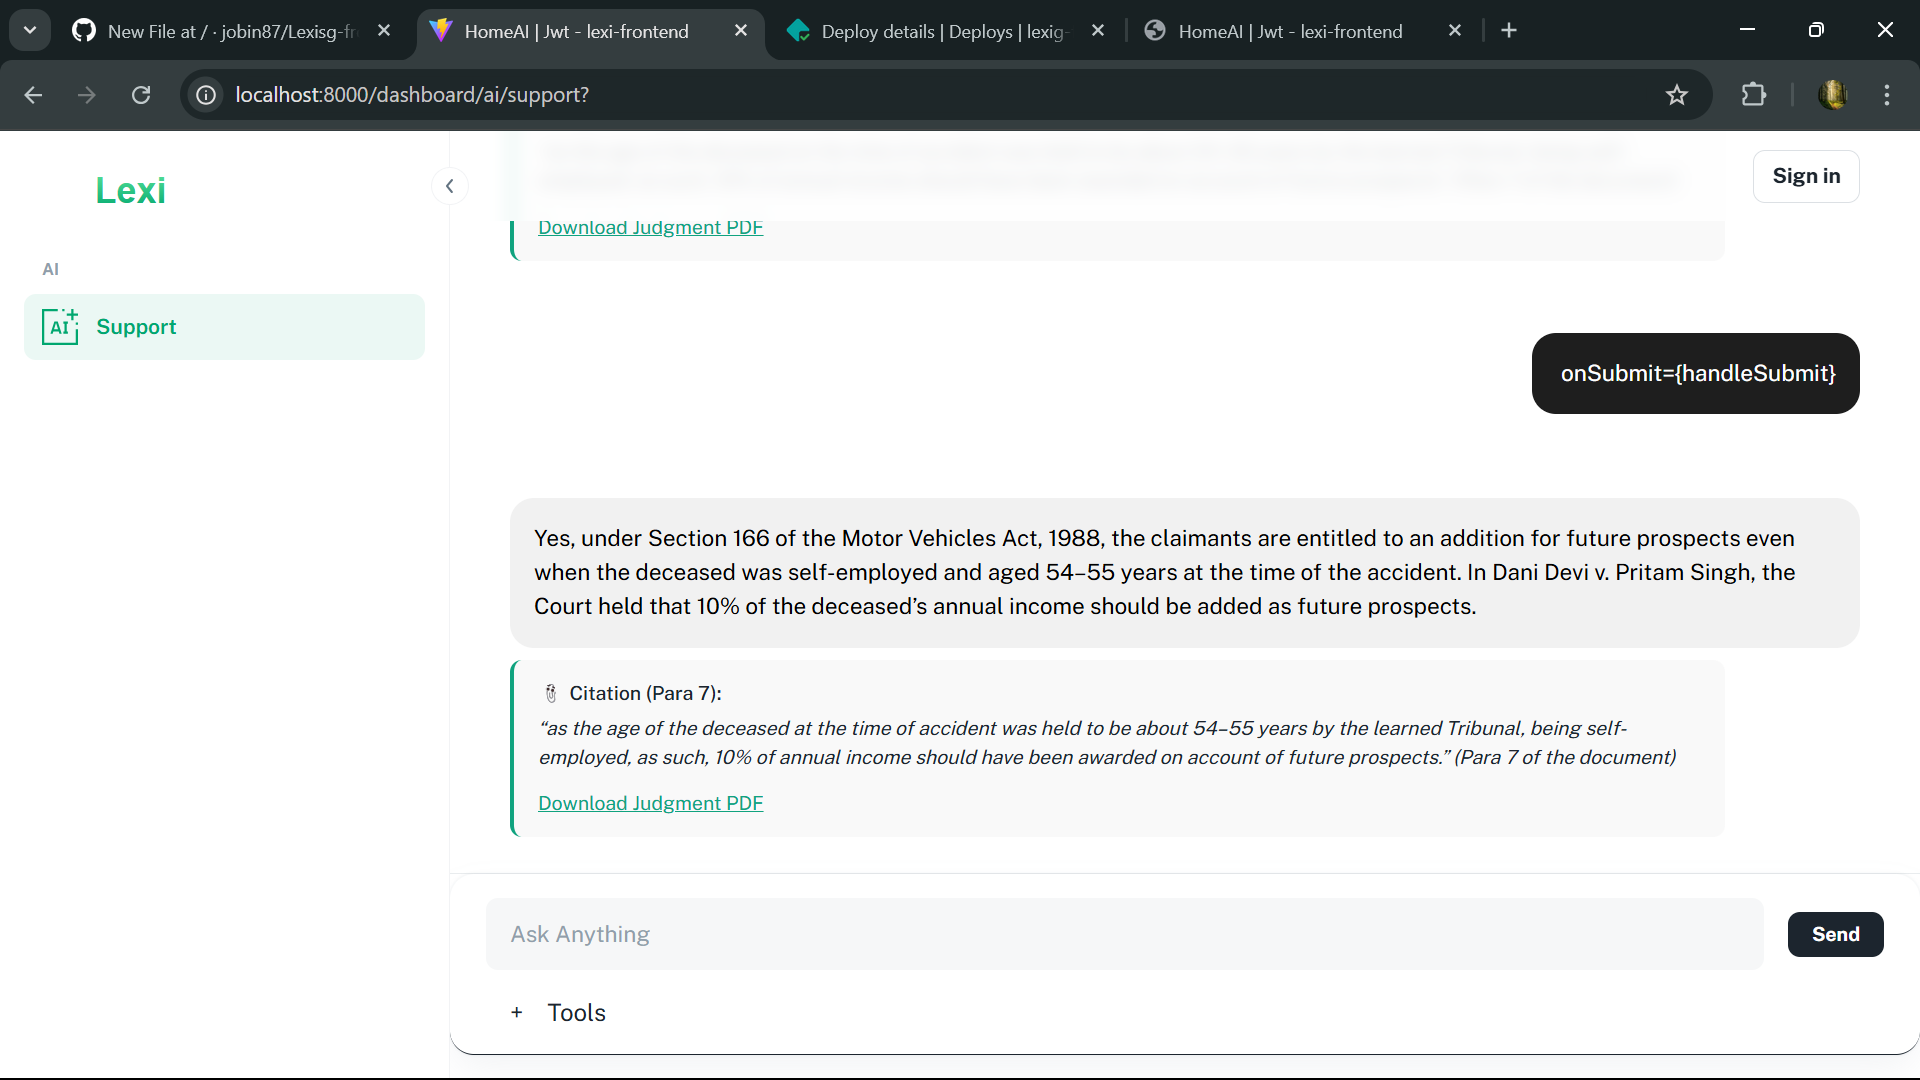 New File at / · jobin87/Lexisg-fr
HomeAI | Jwt - lexi-frontend
Deploy details | Deploys | lexig-
HomeAI | Jwt - lexi-frontend
localhost:8000/dashboard/ai/support?
Lexi
Sign in
AI
AI Support
Download Judgment PDF
onSubmit={handleSubmit}
Yes, under Section 166 of the Motor Vehicles Act, 1988, the claimants are entitled to an addition for future prospects even
when the deceased was self-employed and aged 54–55 years at the time of the accident. In Dani Devi v. Pritam Singh, the
Court held that 10% of the deceased’s annual income should be added as future prospects.
Citation (Para 7):
“as the age of the deceased at the time of accident was held to be about 54–55 years by the learned Tribunal, being self-
employed, as such, 10% of annual income should have been awarded on account of future prospects.” (Para 7 of the document)
Download Judgment PDF
Ask Anything
Send
+ Tools